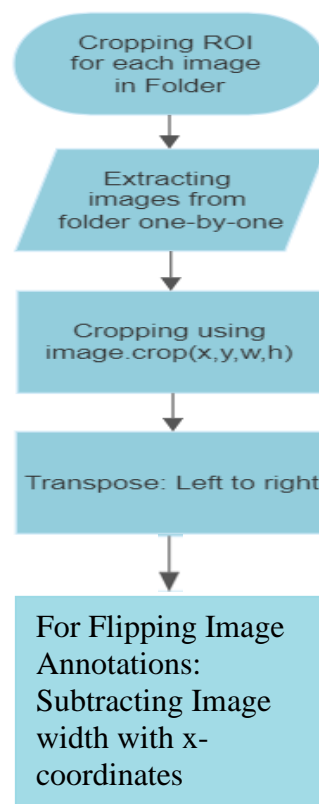 Cropping ROI
for each image
in Folder
Extracting
images from
folder one-by-one
Cropping using
image.crop(x,y,w,h)
Transpose: Left to right
For Flipping Image
Annotations:
Subtracting Image
width with x-
coordinates